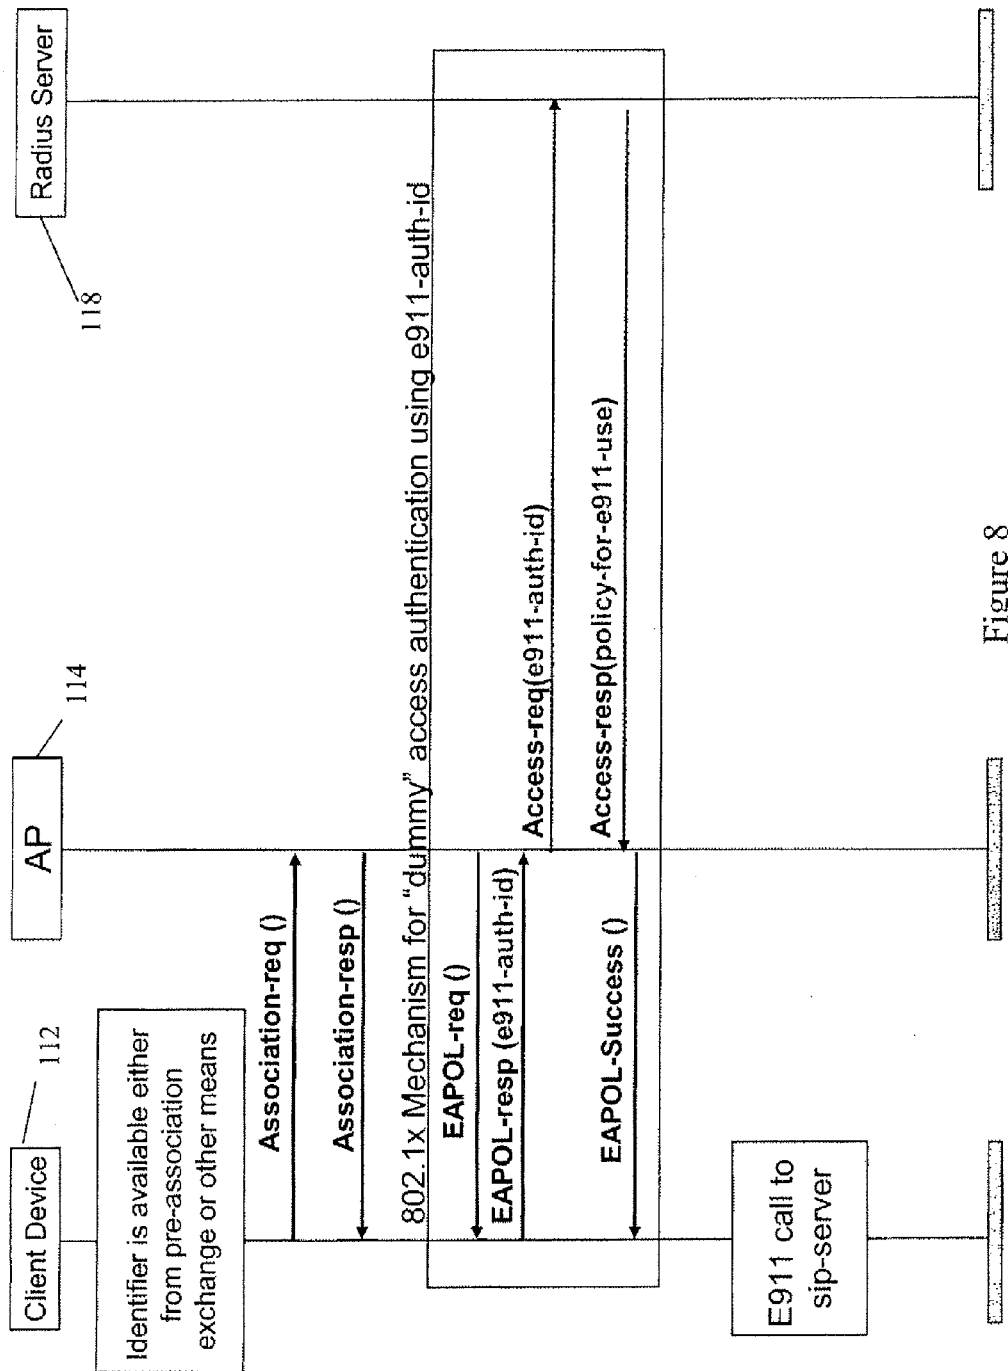 Client Device
112
AP
114
Radius Server
118
Identifier is available either
from pre-association
exchange or other means
Association-req ()
Association-resp ()
802.1x Mechanism for "dummy" access authentication using e911-auth-id
EAPOL-req ()
EAPOL-resp (e911-auth-id)
Access-req(e911-auth-id)
Access-resp(policy-for-e911-use)
EAPOL-Success ()
E911 call to
sip-server
Figure 8